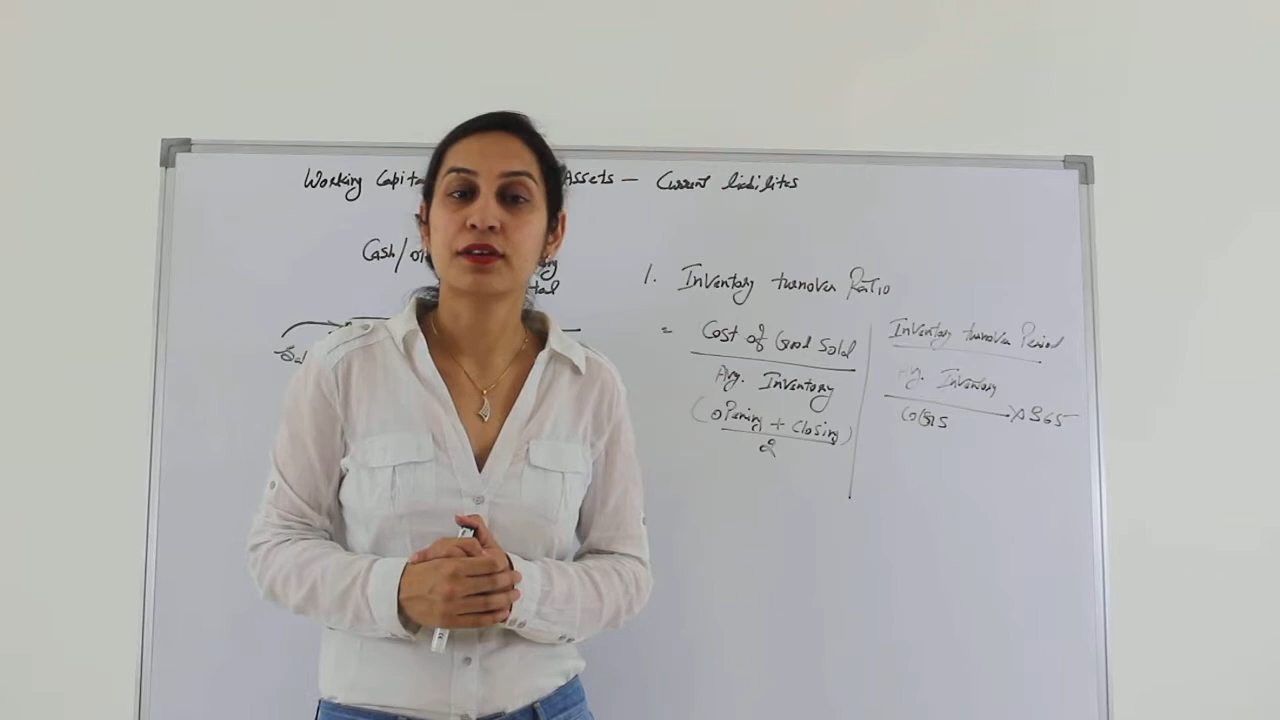 Working Capita Assets - Current liabilites
Cash/
1. Inventory turnover Ratio
= Cost of Good Sold
Avg. Inventory
(Opening + Closing)
2
Inventory turnover Period
Avg. Inventory
COGS X 365